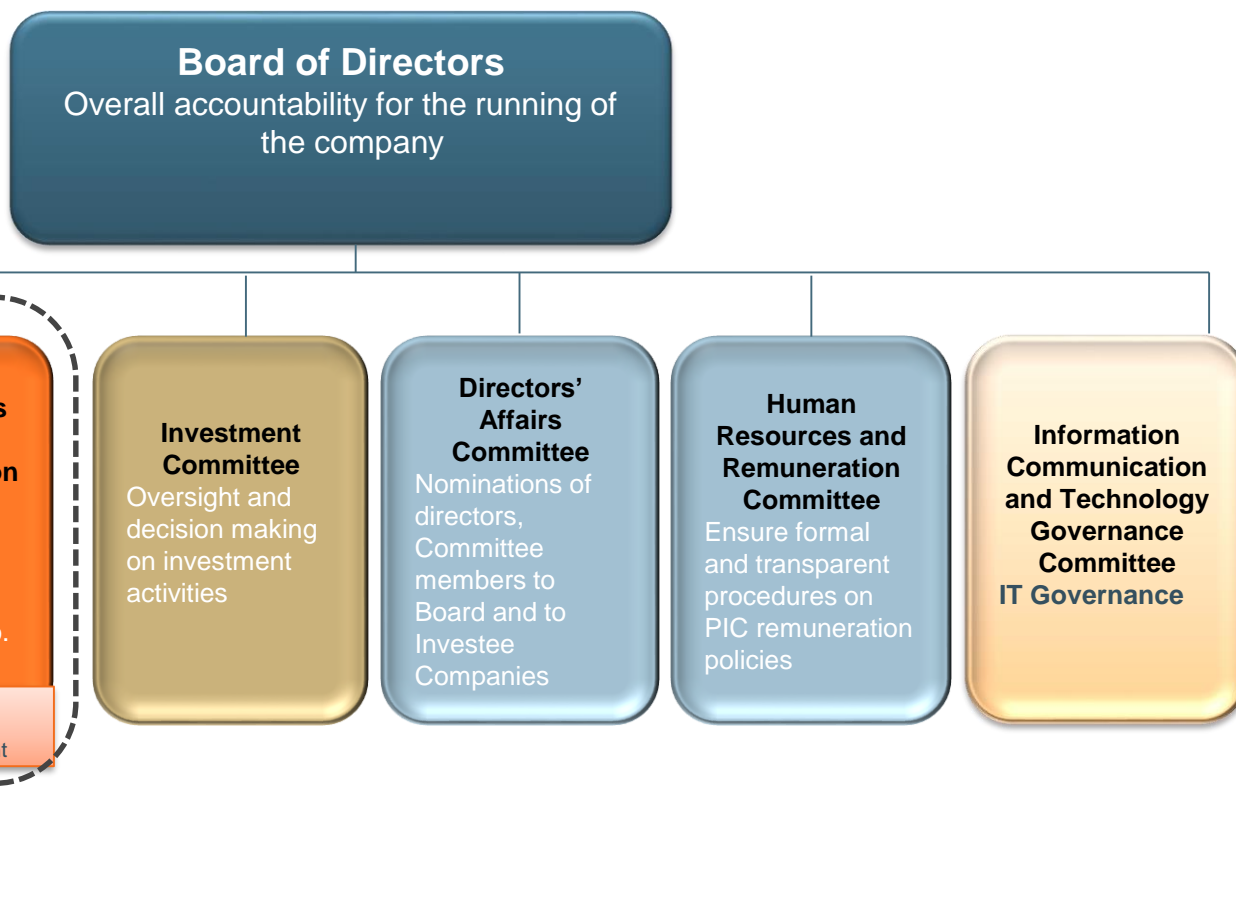 Board of Directors
Overall accountability for the running of
the company
Investment
Committee
Oversight and
decision making
on investment
activities
Directors’
Affairs
Committee
Nominations of
directors,
Committee
members to
Board and to
Investee
Companies
Human
Resources and
Remuneration
Committee
Ensure formal
and transparent
procedures on
PIC remuneration
policies
Information
Communication
and Technology
Governance
Committee
IT Governance